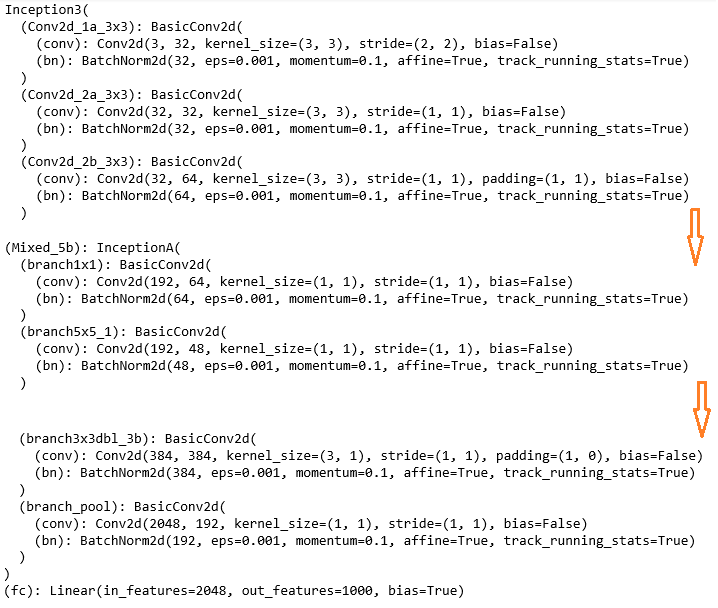 Inception3(
(Conv2d_1a_3x3): BasicConv2d(
(conv): Conv2d(3, 32, kernel_size=(3, 3), stride=(2, 2), bias=False)
(bn): BatchNorm2d(32, eps=0.001, momentum=0.1, affine=True, track_running_stats=True)
)
(Conv2d_2a_3x3): BasicConv2d(
(conv): Conv2d(32, 32, kernel_size=(3, 3), stride=(1, 1), bias=False)
(bn): BatchNorm2d(32, eps=0.001, momentum=0.1, affine=True, track_running_stats=True)
)
(Conv2d_2b_3x3): BasicConv2d(
(conv): Conv2d(32, 64, kernel_size=(3, 3), stride=(1, 1), padding=(1, 1), bias=False)
(bn): BatchNorm2d(64, eps=0.001, momentum=0.1, affine=True, track_running_stats=True)
)
(Mixed_5b): InceptionA(
(branch1x1): BasicConv2d(
(conv): Conv2d(192, 64, kernel_size=(1, 1), stride=(1, 1), bias=False)
(bn): BatchNorm2d(64, eps=0.001, momentum=0.1, affine=True, track_running_stats=True)
)
(branch5x5_1): BasicConv2d(
(conv): Conv2d(192, 48, kernel_size=(1, 1), stride=(1, 1), bias=False)
(bn): BatchNorm2d(48, eps=0.001, momentum=0.1, affine=True, track_running_stats=True)
)
(branch3x3dbl_3b): BasicConv2d(
(conv): Conv2d(384, 384, kernel_size=(3, 1), stride=(1, 1), padding=(1, 0), bias=False)
(bn): BatchNorm2d(384, eps=0.001, momentum=0.1, affine=True, track_running_stats=True)
)
(branch_pool): BasicConv2d(
(conv): Conv2d(2048, 192, kernel_size=(1, 1), stride=(1, 1), bias=False)
(bn): BatchNorm2d(192, eps=0.001, momentum=0.1, affine=True, track_running_stats=True)
)
)
(fc): Linear(in_features=2048, out_features=1000, bias=True)